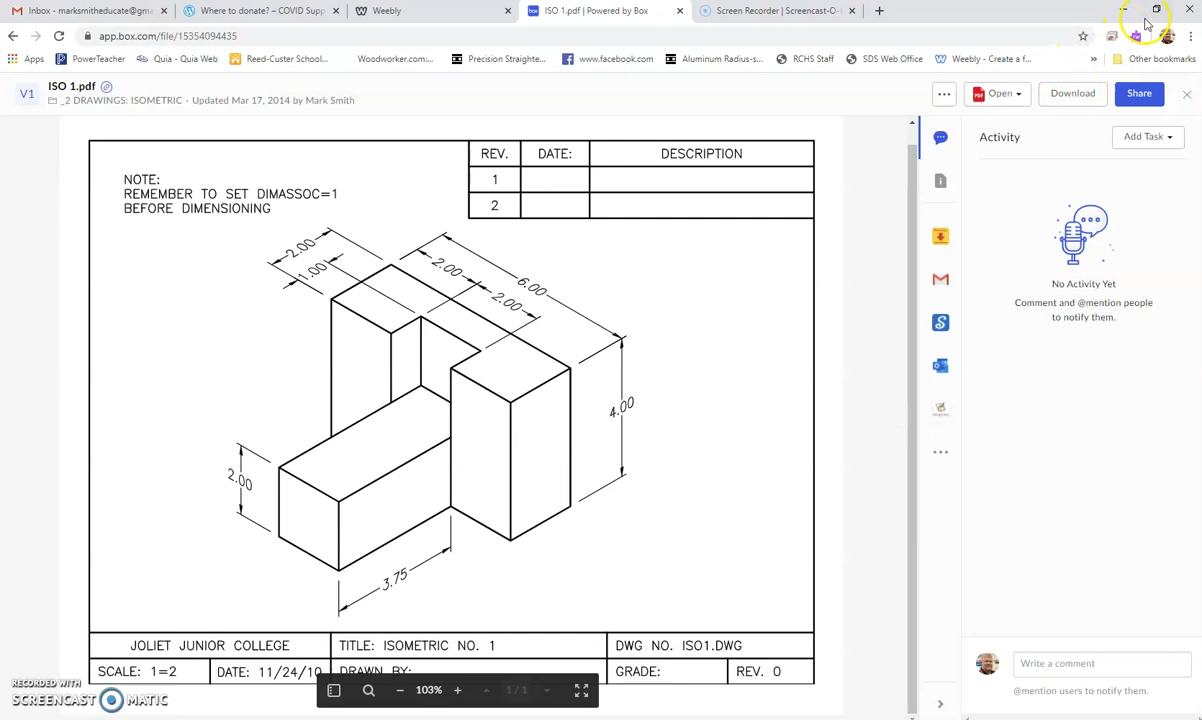 Inbox - marksmitheducate@gma
Where to donate? – COVID Supp
Weebly
ISO 1.pdf | Powered by Box
Screen Recorder | Screencast-O-
app.box.com/file/15354094435
Apps
PowerTeacher
Quia - Quia Web
Reed-Custer School...
Woodworker.com:...
Precision Straighte...
www.facebook.com
Aluminum Radius-s...
RCHS Staff
SDS Web Office
Weebly - Create a f...
»
Other bookmarks
V1
ISO 1.pdf
_2 DRAWINGS: ISOMETRIC • Updated Mar 17, 2014 by Mark Smith
Open
Download
Share
Activity
Add Task
No Activity Yet
Comment and @mention people
to notify them.
Write a comment
@mention users to notify them.
REV. DATE: DESCRIPTION
1
2
NOTE:
REMEMBER TO SET DIMASSOC=1
BEFORE DIMENSIONING
2.00
1.00
2.00
6.00
2.00
4.00
2.00
3.75
JOLIET JUNIOR COLLEGE
TITLE: ISOMETRIC NO. 1
DWG NO. ISO1.DWG
SCALE: 1=2
DATE: 11/24/10
DRAWN BY:
GRADE:
REV. 0
103%
1 / 1
RECORDED WITH
SCREENCAST MATIC